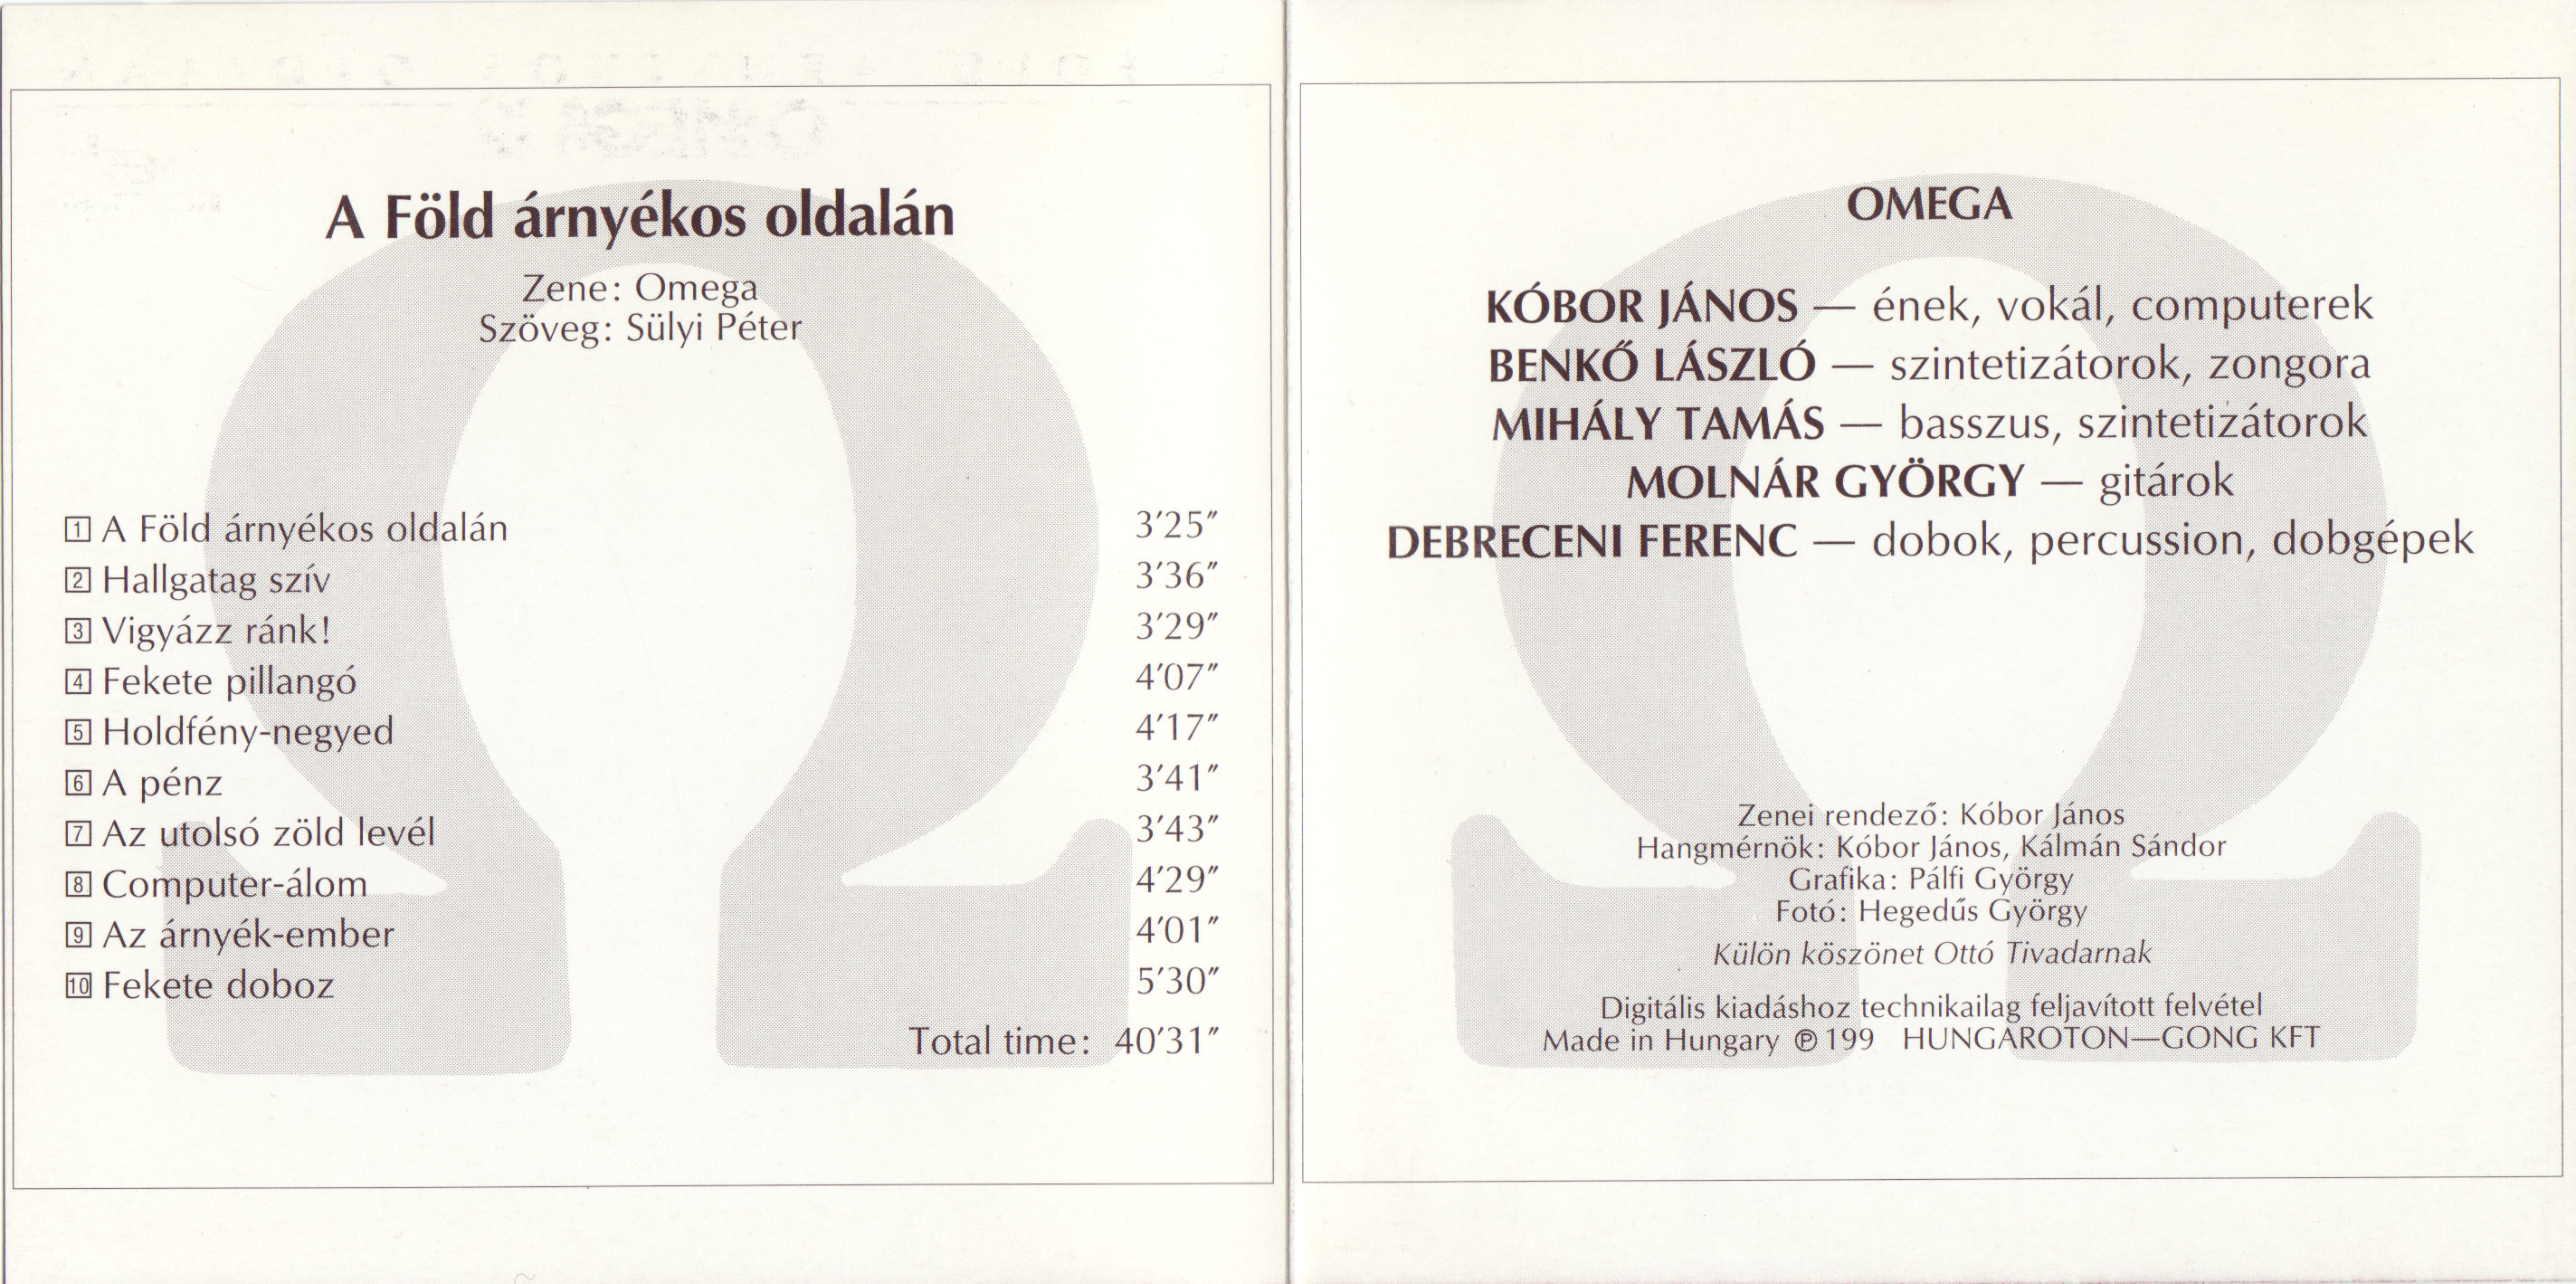 A Föld árnyékos oldalán
Zene: Omega
Szöveg: Sülyi Péter
1 A Föld árnyékos oldalán 3′25″
2 Hallgatag szív 3′36″
3 Vigyázz ránk! 3′29″
4 Fekete pillangó 4′07″
5 Holdfény-negyed 4′17″
6 A pénz 3′41″
7 Az utolsó zöld levél 3′43″
8 Computer-álom 4′29″
9 Az árnyék-ember 4′01″
10 Fekete doboz 5′30″
Total time: 40′31″
OMEGA
KÓBOR JÁNOS — ének, vokál, computerek
BENKŐ LÁSZLÓ — szintetizátorok, zongora
MIHÁLY TAMÁS — basszus, szintetizátorok
MOLNÁR GYÖRGY — gitárok
DEBRECENI FERENC — dobok, percussion, dobgépek
Zenei rendező: Kóbor János
Hangmérnök: Kóbor János, Kálmán Sándor
Grafika: Pálfi György
Fotó: Hegedűs György
Külön köszönet Ottó Tivadarnak
Digitális kiadáshoz technikailag feljavított felvétel
Made in Hungary ℗ 199 HUNGAROTON—GONG KFT